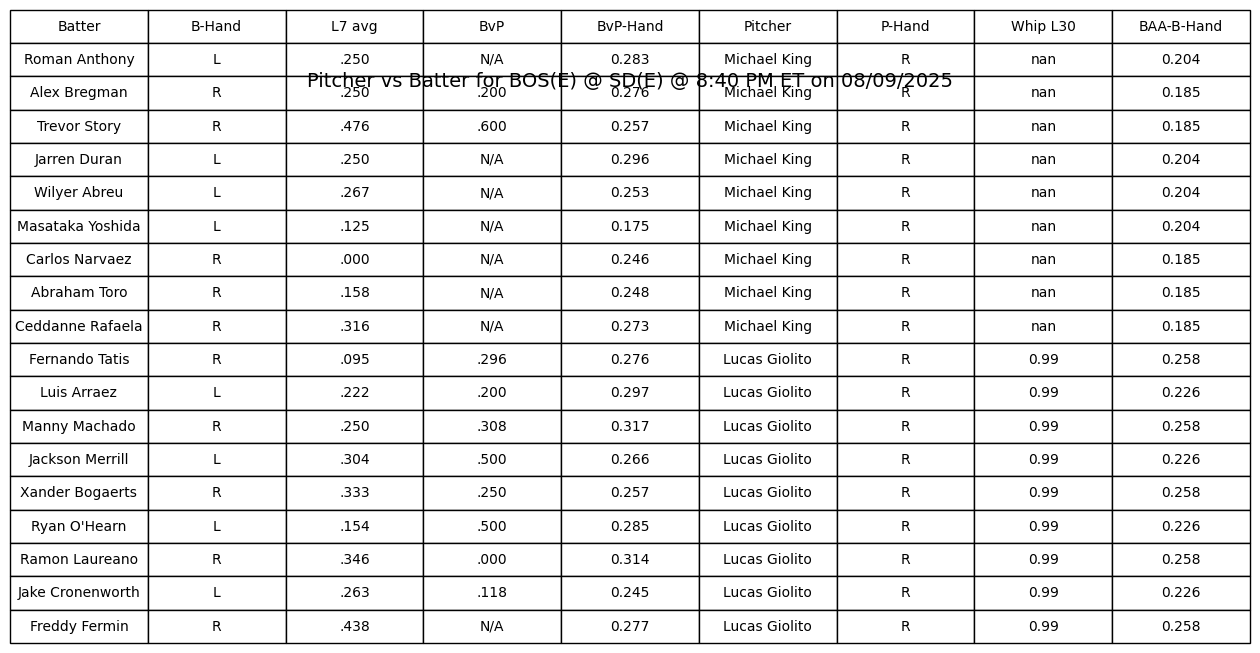 Batter B-Hand L7 avg BvP BvP-Hand Pitcher P-Hand Whip L30 BAA-B-Hand
Roman Anthony L .250 N/A 0.283 Michael King R nan 0.204
Pitcher vs Batter for BOS(E) @ SD(E) @ 8:40 PM ET on 08/09/2025
Alex Bregman R .250 .200 0.276 Michael King R nan 0.185
Trevor Story R .476 .600 0.257 Michael King R nan 0.185
Jarren Duran L .250 N/A 0.296 Michael King R nan 0.204
Wilyer Abreu L .267 N/A 0.253 Michael King R nan 0.204
Masataka Yoshida L .125 N/A 0.175 Michael King R nan 0.204
Carlos Narvaez R .000 N/A 0.246 Michael King R nan 0.185
Abraham Toro R .158 N/A 0.248 Michael King R nan 0.185
Ceddanne Rafaela R .316 N/A 0.273 Michael King R nan 0.185
Fernando Tatis R .095 .296 0.276 Lucas Giolito R 0.99 0.258
Luis Arraez L .222 .200 0.297 Lucas Giolito R 0.99 0.226
Manny Machado R .250 .308 0.317 Lucas Giolito R 0.99 0.258
Jackson Merrill L .304 .500 0.266 Lucas Giolito R 0.99 0.226
Xander Bogaerts R .333 .250 0.257 Lucas Giolito R 0.99 0.258
Ryan O'Hearn L .154 .500 0.285 Lucas Giolito R 0.99 0.226
Ramon Laureano R .346 .000 0.314 Lucas Giolito R 0.99 0.258
Jake Cronenworth L .263 .118 0.245 Lucas Giolito R 0.99 0.226
Freddy Fermin R .438 N/A 0.277 Lucas Giolito R 0.99 0.258